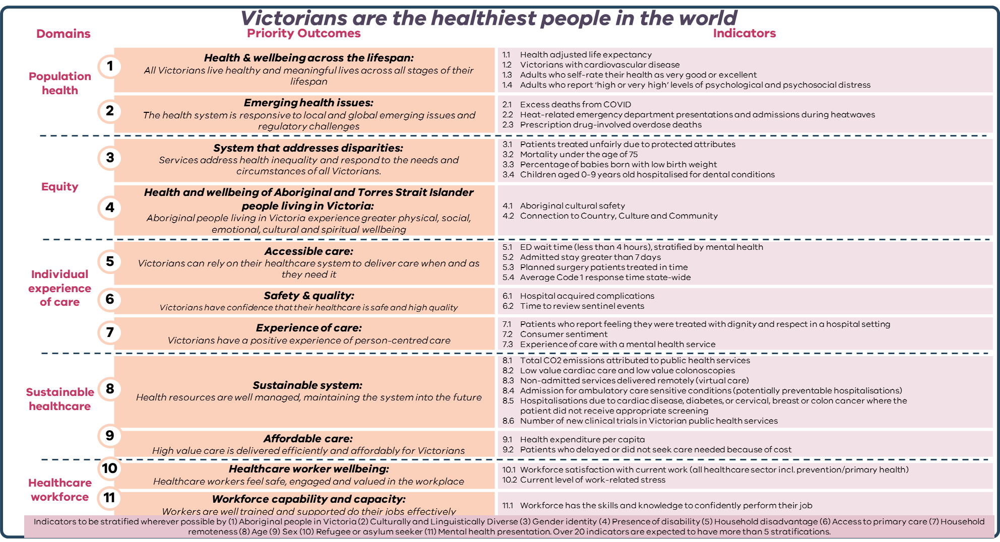 Victorians are the healthiest people in the world
Domains
Priority Outcomes
Indicators
Population
health
1
Health & wellbeing across the lifespan:
All Victorians live healthy and meaningful lives across all stages of their
lifespan
1.1 Health adjusted life expectancy
1.2 Victorians with cardiovascular disease
1.3 Adults who self-rate their health as very good or excellent
1.4 Adults who report ‘high or very high’ levels of psychological and psychosocial distress
2
Emerging health issues:
The health system is responsive to local and global emerging issues and
regulatory challenges
2.1 Excess deaths from COVID
2.2 Heat-related emergency department presentations and admissions during heatwaves
2.3 Prescription drug-involved overdose deaths
Equity
3
System that addresses disparities:
Services address health inequality and respond to the needs and
circumstances of all Victorians.
3.1 Patients treated unfairly due to protected attributes
3.2 Mortality under the age of 75
3.3 Percentage of babies born with low birth weight
3.4 Children aged 0-9 years old hospitalised for dental conditions
4
Health and wellbeing of Aboriginal and Torres Strait Islander
people living in Victoria:
Aboriginal people living in Victoria experience greater physical, social,
emotional, cultural and spiritual wellbeing
4.1 Aboriginal cultural safety
4.2 Connection to Country, Culture and Community
Individual
experience
of care
5
Accessible care:
Victorians can rely on their healthcare system to deliver care when and as
they need it
5.1 ED wait time (less than 4 hours), stratified by mental health
5.2 Admitted stay greater than 7 days
5.3 Planned surgery patients treated in time
5.4 Average Code 1 response time state-wide
6
Safety & quality:
Victorians have confidence that their healthcare is safe and high quality
6.1 Hospital acquired complications
6.2 Time to review sentinel events
7
Experience of care:
Victorians have a positive experience of person-centred care
7.1 Patients who report feeling they were treated with dignity and respect in a hospital setting
7.2 Consumer sentiment
7.3 Experience of care with a mental health service
Sustainable
healthcare
8
Sustainable system:
Health resources are well managed, maintaining the system into the future
8.1 Total CO2 emissions attributed to public health services
8.2 Low value cardiac care and low value colonoscopies
8.3 Non-admitted services delivered remotely (virtual care)
8.4 Admission for ambulatory care sensitive conditions (potentially preventable hospitalisations)
8.5 Hospitalisations due to cardiac disease, diabetes, or cervical, breast or colon cancer where the
patient did not receive appropriate screening
8.6 Number of new clinical trials in Victorian public health services
9
Affordable care:
High value care is delivered efficiently and affordably for Victorians
9.1 Health expenditure per capita
9.2 Patients who delayed or did not seek care needed because of cost
Healthcare
workforce
10
Healthcare worker wellbeing:
Healthcare workers feel safe, engaged and valued in the workplace
10.1 Workforce satisfaction with current work (all healthcare sector incl. prevention/primary health)
10.2 Current level of work-related stress
11
Workforce capability and capacity:
Workers are well trained and supported do their jobs effectively
11.1 Workforce has the skills and knowledge to confidently perform their job
Indicators to be stratified wherever possible by (1) Aboriginal people in Victoria (2) Culturally and Linguistically Diverse (3) Gender identity (4) Presence of disability (5) Household disadvantage (6) Access to primary care (7) Household
remoteness (8) Age (9) Sex (10) Refugee or asylum seeker (11) Mental health presentation. Over 20 indicators are expected to have more than 5 stratifications.